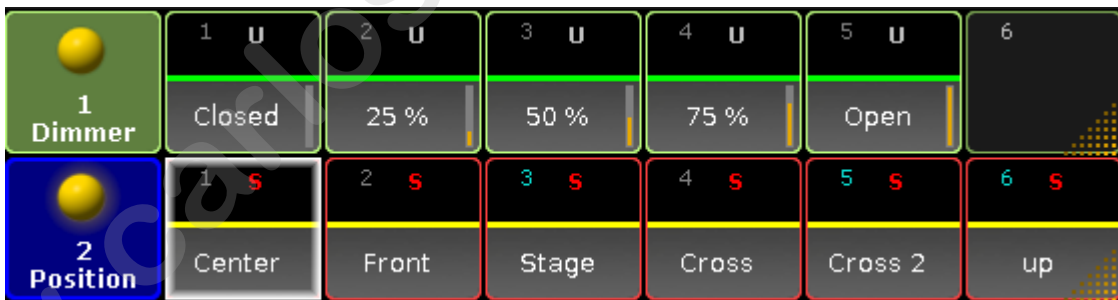 1 U 2 U 3 U 4 U 5 U 6
1
Dimmer
Closed 25 % 50 % 75 % Open
1 S 2 S 3 S 4 S 5 S 6 S
2
Position
Center Front Stage Cross Cross 2 up
carlos